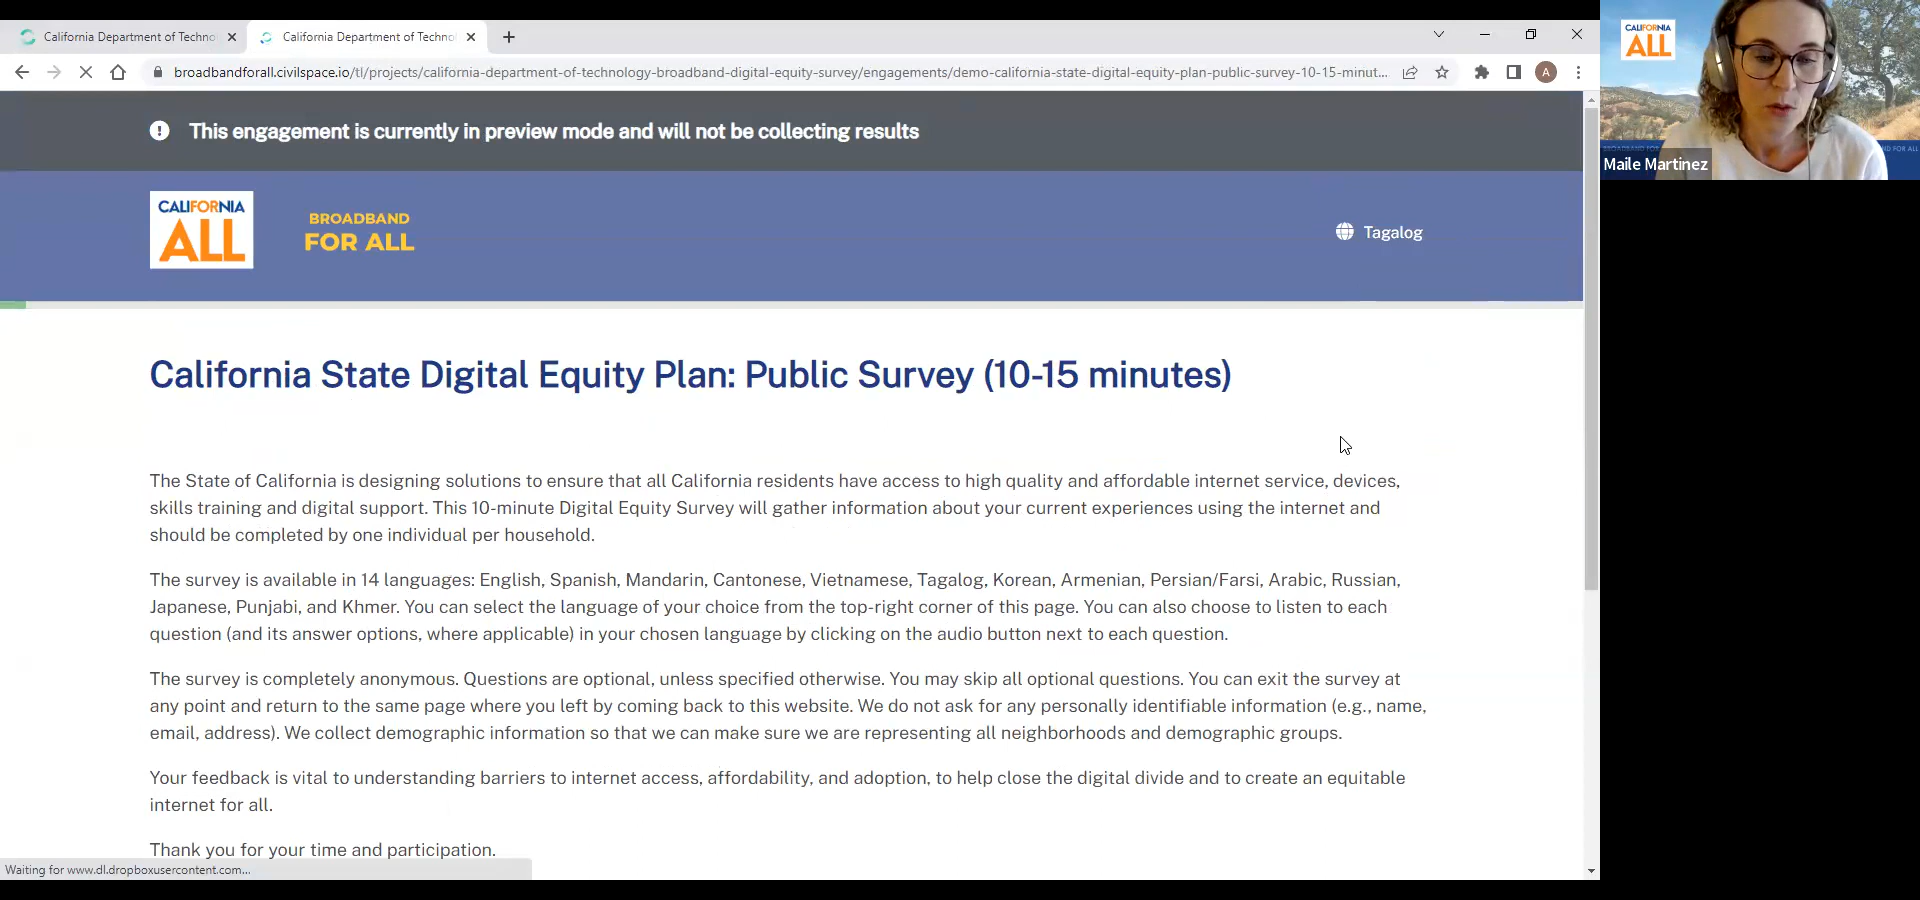 California Department of Techno
California Department of Techno
broadbandforall.civilspace.io/tl/projects/california-department-of-technology-broadband-digital-equity-survey/engagements/demo-california-state-digital-equity-plan-public-survey-10-15-minut...
A
This engagement is currently in preview mode and will not be collecting results
CALIFORNIA
ALL
BROADBAND
FOR ALL
Tagalog
California State Digital Equity Plan: Public Survey (10-15 minutes)
The State of California is designing solutions to ensure that all California residents have access to high quality and affordable internet service, devices,
skills training and digital support. This 10-minute Digital Equity Survey will gather information about your current experiences using the internet and
should be completed by one individual per household.
The survey is available in 14 languages: English, Spanish, Mandarin, Cantonese, Vietnamese, Tagalog, Korean, Armenian, Persian/Farsi, Arabic, Russian,
Japanese, Punjabi, and Khmer. You can select the language of your choice from the top-right corner of this page. You can also choose to listen to each
question (and its answer options, where applicable) in your chosen language by clicking on the audio button next to each question.
The survey is completely anonymous. Questions are optional, unless specified otherwise. You may skip all optional questions. You can exit the survey at
any point and return to the same page where you left by coming back to this website. We do not ask for any personally identifiable information (e.g., name,
email, address). We collect demographic information so that we can make sure we are representing all neighborhoods and demographic groups.
Your feedback is vital to understanding barriers to internet access, affordability, and adoption, to help close the digital divide and to create an equitable
internet for all.
Thank you for your time and participation.
Waiting for www.dl.dropboxusercontent.com...
CALIFORNIA
ALL
Maile Martinez